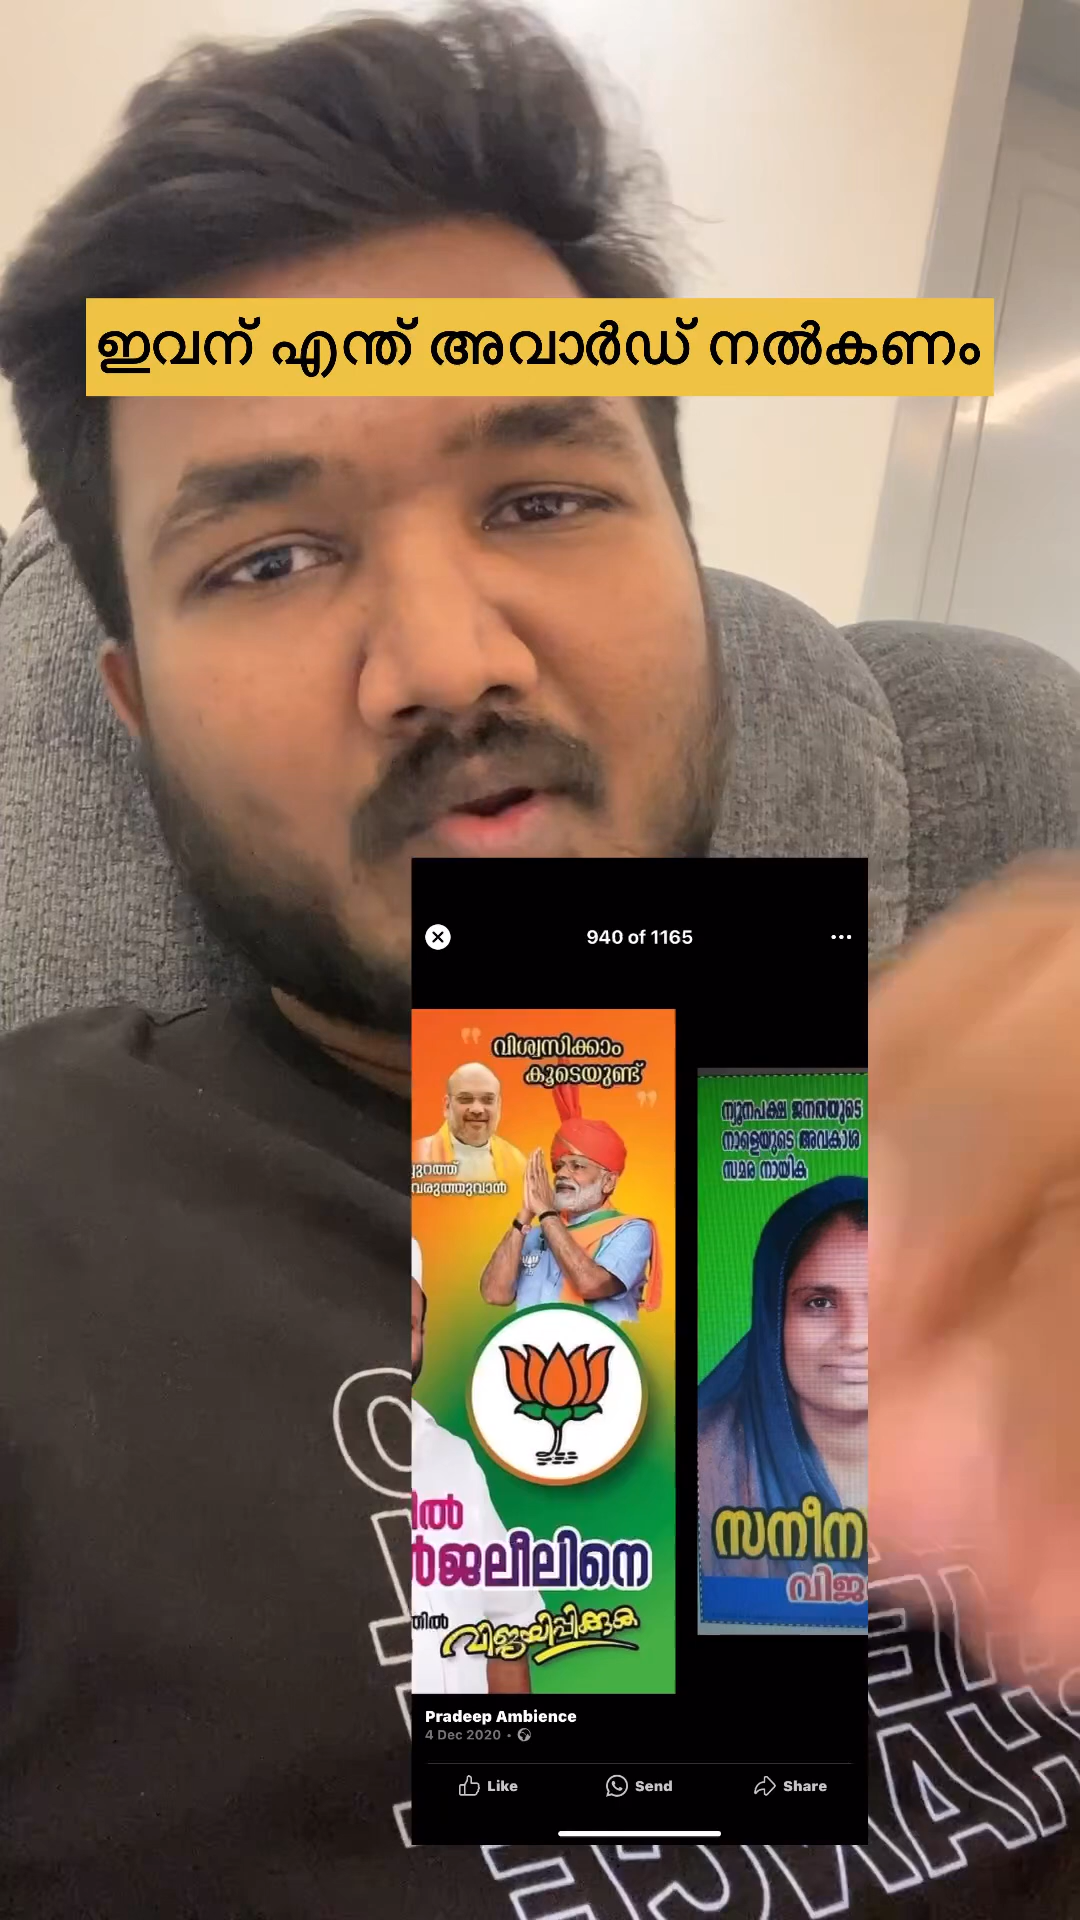 ഇവന് എന്ത് അവാർഡ് നൽകണം
940 of 1165
വിശ്വസിക്കാം
കൂടെയുണ്ട്
വരുത്തുവാൻ
ന്യൂനപക്ഷ ജനതയുടെ
നാളെയുടെ അവകാശ
സമര നായിക
ർജലീലിനെ
വിജയിപ്പിക്കുക
സനീന
വിജ
Pradeep Ambience
4 Dec 2020
Like
Send
Share